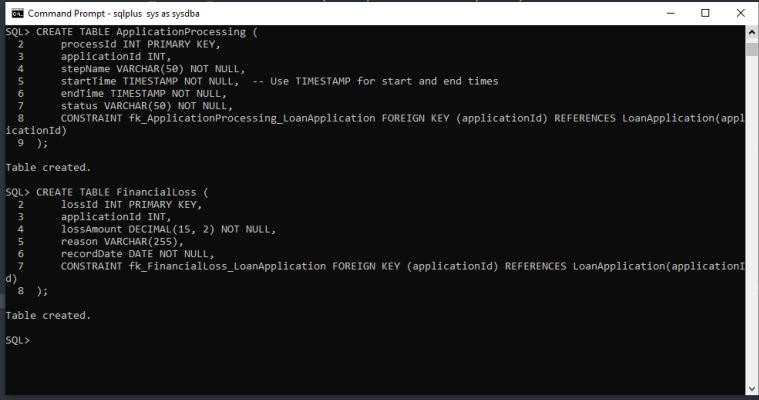 Command Prompt - sqlplus sys as sysdba
SQL> CREATE TABLE ApplicationProcessing (
  2      processId INT PRIMARY KEY,
  3      applicationId INT,
  4      stepName VARCHAR(50) NOT NULL,
  5      startTime TIMESTAMP NOT NULL,  -- Use TIMESTAMP for start and end times
  6      endTime TIMESTAMP NOT NULL,
  7      status VARCHAR(50) NOT NULL,
  8      CONSTRAINT fk_ApplicationProcessing_LoanApplication FOREIGN KEY (applicationId) REFERENCES LoanApplication(appl
icationId)
  9  );
Table created.
SQL> CREATE TABLE FinancialLoss (
  2      lossId INT PRIMARY KEY,
  3      applicationId INT,
  4      lossAmount DECIMAL(15, 2) NOT NULL,
  5      reason VARCHAR(255),
  6      recordDate DATE NOT NULL,
  7      CONSTRAINT fk_FinancialLoss_LoanApplication FOREIGN KEY (applicationId) REFERENCES LoanApplication(applicationI
d)
  8  );
Table created.
SQL>